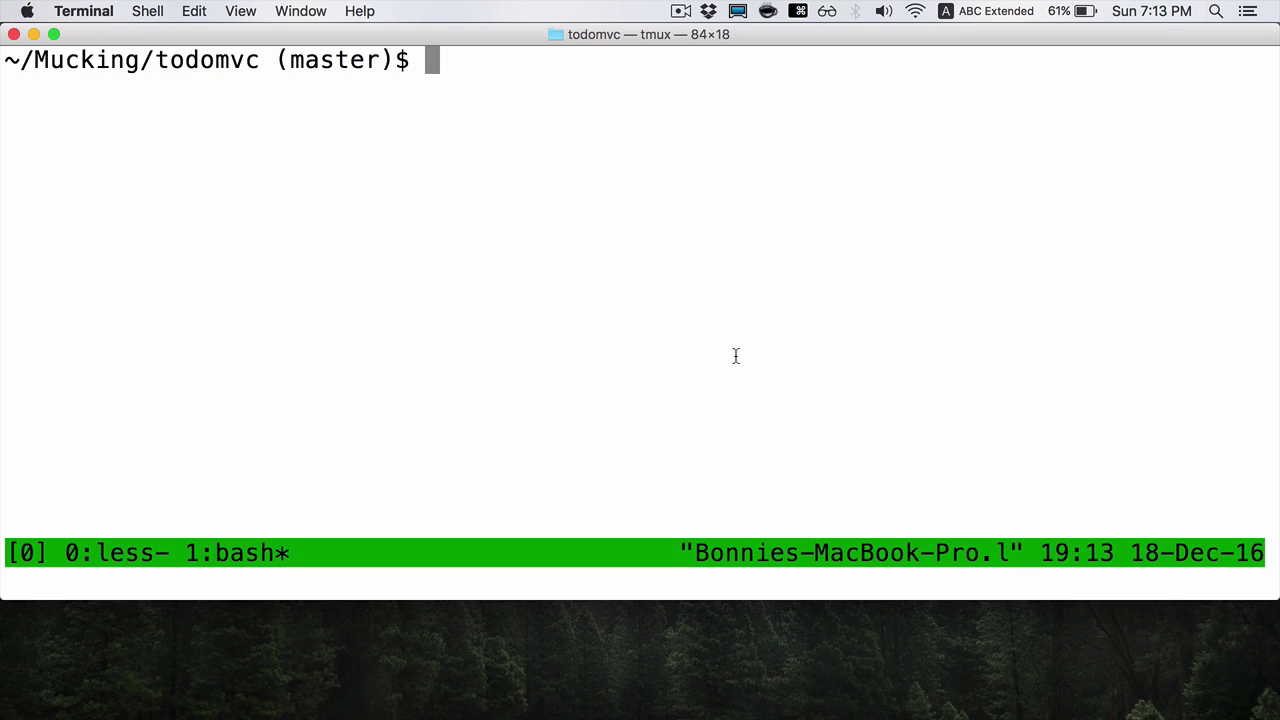 Terminal Shell Edit View Window Help ABC Extended 61% Sun 7:13 PM
todomvc — tmux — 84×18
~/Mucking/todomvc (master)$
[0] 0:less- 1:bash* "Bonnies-MacBook-Pro.l" 19:13 18-Dec-16